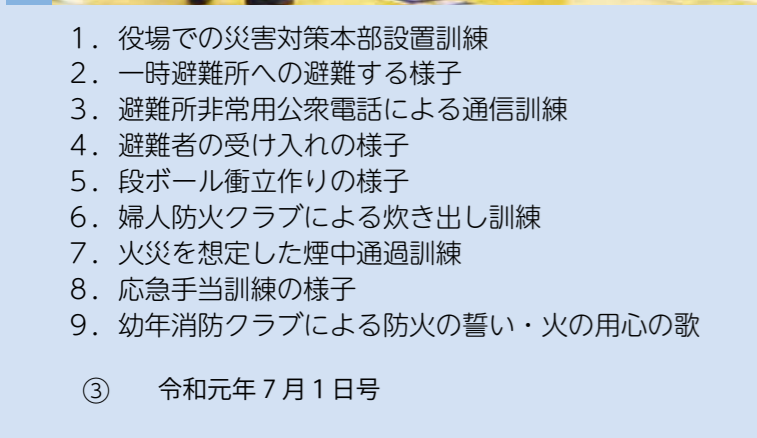 １．役場での災害対策本部設置訓練
２．一時避難所への避難する様子
３．避難所非常用公衆電話による通信訓練
４．避難者の受け入れの様子
５．段ボール衝立作りの様子
６．婦人防火クラブによる炊き出し訓練
７．火災を想定した煙中通過訓練
８．応急手当訓練の様子
９．幼年消防クラブによる防火の誓い・火の用心の歌
③　令和元年７月１日号